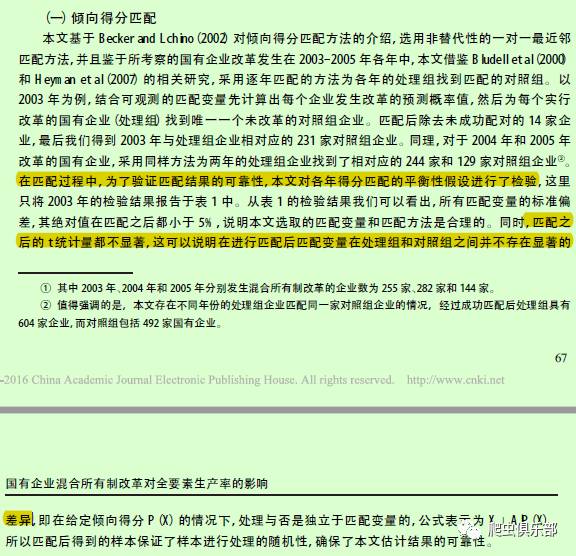 (一) 倾向得分匹配
本文基于 Becker and Lchino (2002) 对倾向得分匹配方法的介绍, 选用非替代性的一对一最近邻
匹配方法, 并且鉴于所考察的国有企业改革发生在 2003-2005 年各年中, 本文借鉴 Bludell et al (2000)
和 Heyman et al (2007) 的相关研究, 采用逐年匹配的方法为各年的处理组找到匹配的对照组。以
2003 年为例, 结合可观测的匹配变量先计算出每个企业发生改革的预测概率值, 然后为每个实行
改革的国有企业 (处理组) 找到唯一一个未改革的对照组企业。匹配后除去未成功配对的 14 家企
业, 最后我们得到 2003 年与处理组企业相对应的 231 家对照组企业。同理, 对于 2004 年和 2005 年
改革的国有企业, 采用同样方法为两年的处理组企业找到了相对应的 244 家和 129 家对照组企业②。
在匹配过程中, 为了验证匹配结果的可靠性, 本文对各年得分匹配的平衡性假设进行了检验, 这里
只将 2003 年的检验结果报告于表 1 中。从表 1 的检验结果我们可以看出, 所有匹配变量的标准偏
差, 其绝对值在匹配之后都小于 5%, 说明本文选取的匹配变量和匹配方法是合理的。同时, 匹配之
后的 t 统计量都不显著, 这可以说明在进行匹配后匹配变量在处理组和对照组之间并不存在显著的
① 其中 2003 年、2004 年和 2005 年分别发生混合所有制改革的企业数为 255 家、282 家和 144 家。
② 值得强调的是, 本文存在不同年份的处理组企业匹配同一家对照组企业的情况, 经过成功匹配后处理组具有
604 家企业, 而对照组包括 492 家国有企业。
67
-2016 China Academic Journal Electronic Publishing House. All rights reserved. http://www.cnki.net
国有企业混合所有制改革对全要素生产率的影响
差异, 即在给定倾向得分 P (X) 的情况下, 处理与否是独立于匹配变量的, 公式表示为 X ⊥ A P (X)
所以匹配后得到的样本保证了样本进行处理的随机性, 确保了本文估计结果的可靠性。
爬虫俱乐部